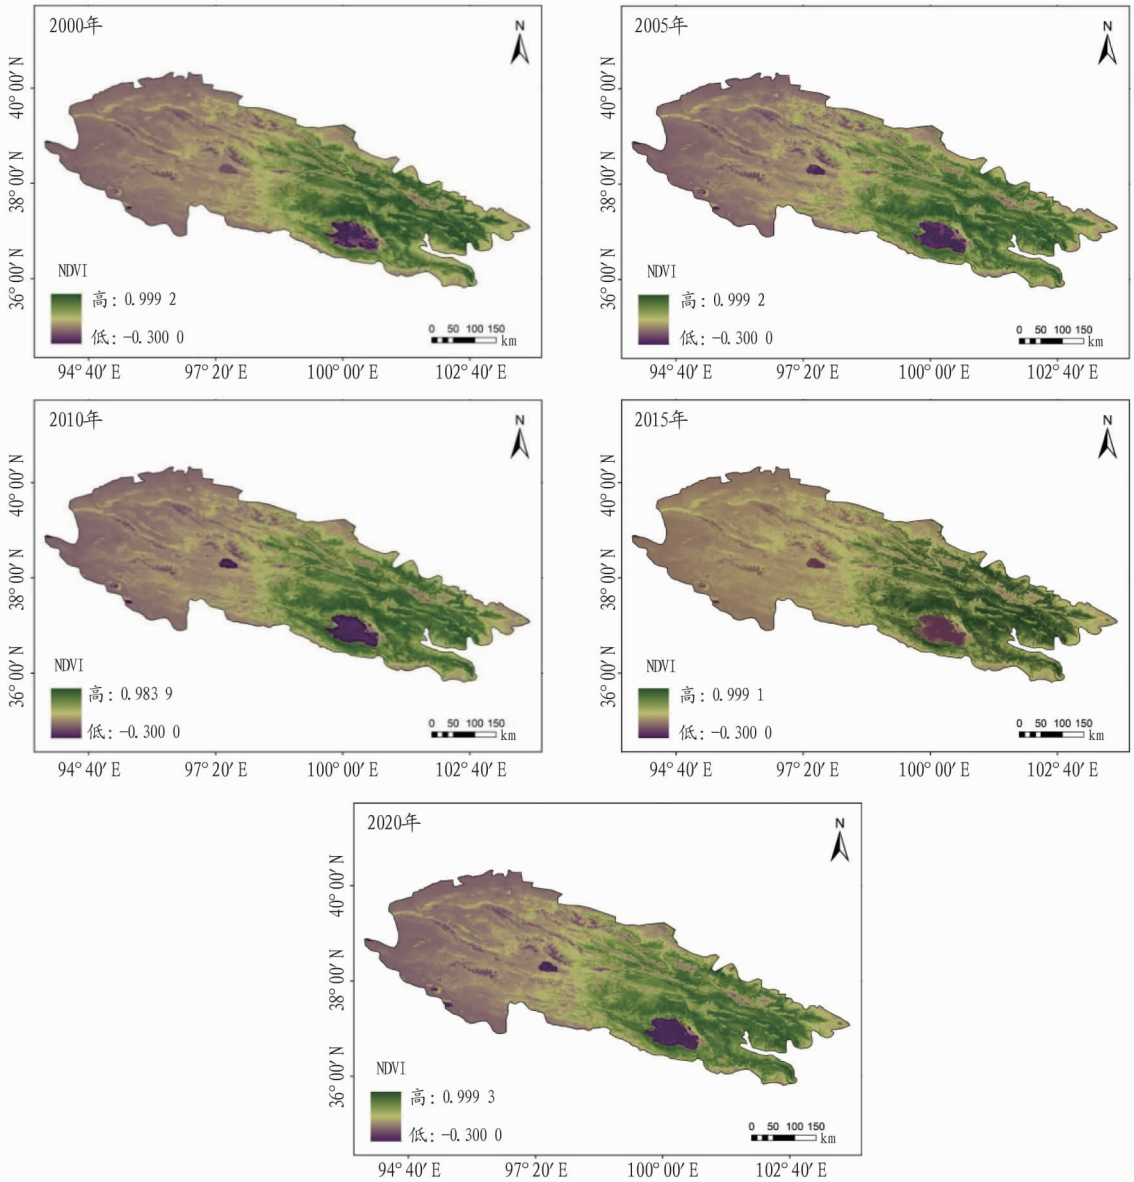 2000年
N
40° 00′ N
38° 00′ N
36° 00′ N
NDVI
高: 0.999 2
低: -0.300 0
0 50 100 150
km
94° 40′ E 97° 20′ E 100° 00′ E 102° 40′ E
2005年
N
40° 00′ N
38° 00′ N
36° 00′ N
NDVI
高: 0.999 2
低: -0.300 0
0 50 100 150
km
94° 40′ E 97° 20′ E 100° 00′ E 102° 40′ E
2010年
N
40° 00′ N
38° 00′ N
36° 00′ N
NDVI
高: 0.983 9
低: -0.300 0
0 50 100 150
km
94° 40′ E 97° 20′ E 100° 00′ E 102° 40′ E
2015年
N
40° 00′ N
38° 00′ N
36° 00′ N
NDVI
高: 0.999 1
低: -0.300 0
0 50 100 150
km
94° 40′ E 97° 20′ E 100° 00′ E 102° 40′ E
2020年
N
40° 00′ N
38° 00′ N
36° 00′ N
NDVI
高: 0.999 3
低: -0.300 0
0 50 100 150
km
94° 40′ E 97° 20′ E 100° 00′ E 102° 40′ E